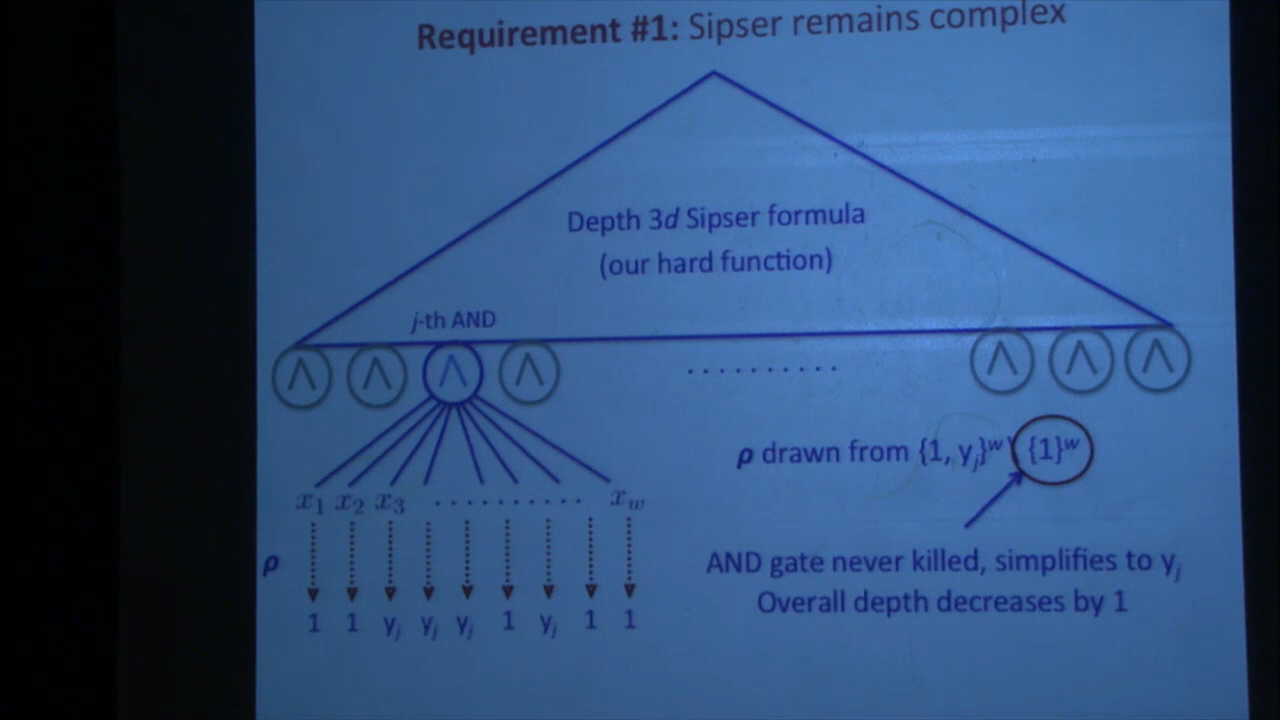 Requirement #1: Sipser remains complex
Depth 3d Sipser formula
(our hard function)
j-th AND
∧ ∧ ∧ ∧ .......... ∧ ∧ ∧
ρ drawn from {1, yⱼ}ʷ\{1}ʷ
x₁ x₂ x₃ .......... x_w
AND gate never killed, simplifies to yⱼ
ρ
Overall depth decreases by 1
1 1 yⱼ yⱼ yⱼ 1 yⱼ 1 1